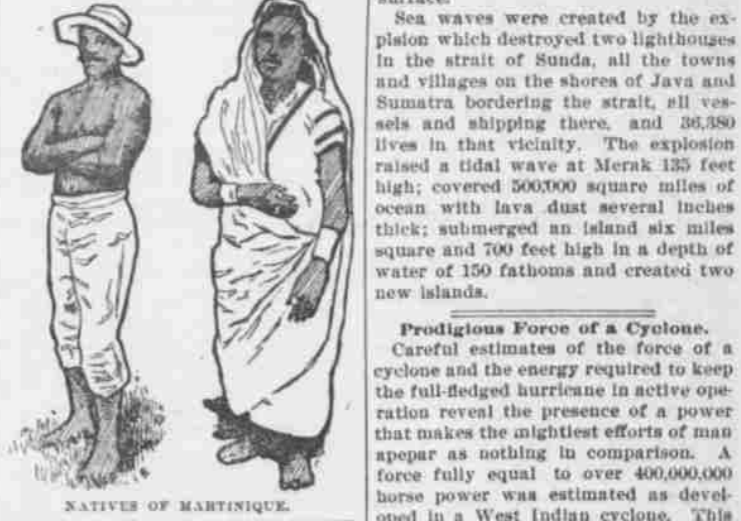 NATIVES OF MARTINIQUE.
surface.
Sea waves were created by the ex-
plsion which destroyed two lighthouses
in the strait of Sunda, all the towns
and villages on the shores of Java and
Sumatra bordering the strait, all ves-
sels and shipping there, and 36,380
lives in that vicinity. The explosion
raised a tidal wave at Merak 135 feet
high; covered 500,000 square miles of
ocean with lava dust several inches
thick; submerged an island six miles
square and 700 feet high in a depth of
water of 150 fathoms and created two
new islands.
Prodigious Force of a Cyclone.
Careful estimates of the force of a
cyclone and the energy required to keep
the full-fledged hurricane in active ope-
ration reveal the presence of a power
that makes the mightiest efforts of man
apepar as nothing in comparison. A
force fully equal to over 400,000,000
horse power was estimated as devel-
oped in a West Indian cyclone. This